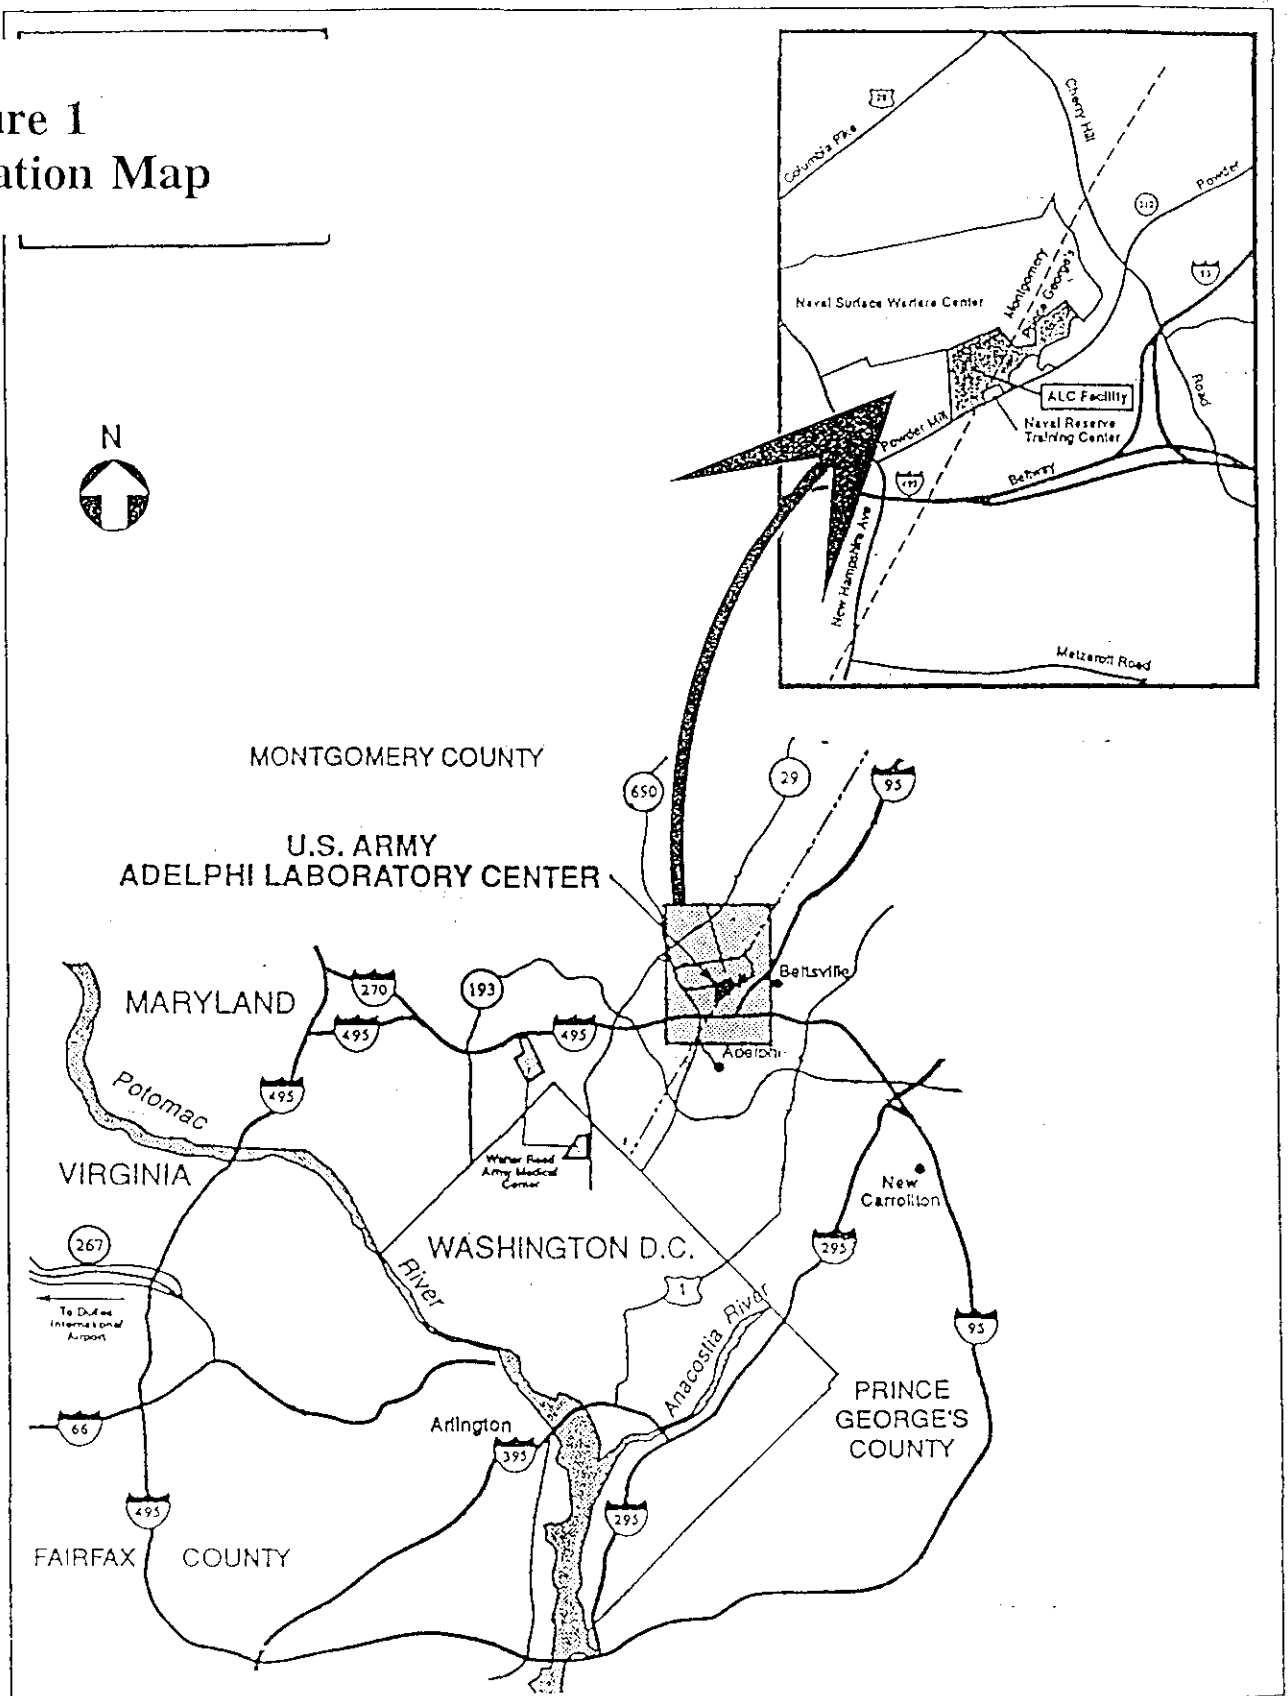 ure 1
ation Map
Columbia Pike
Cherry Hill
Powder
212
Montgomery
Prince George's
Naval Surface Warfare Center
ALC Facility
Naval Reserve
Training Center
Powder Mill
Road
Beltway
New Hampshire Ave
Metzerott Road
N
MONTGOMERY COUNTY
650
29
95
U.S. ARMY
ADELPHI LABORATORY CENTER
Beltsville
MARYLAND
270
193
495
495
Adelphi
495
Potomac
VIRGINIA
Walter Reed
Army Medical
Center
New
Carrollton
267
WASHINGTON D.C.
295
River
1
To Dulles
International
Airport
Anacostia River
95
PRINCE
GEORGE'S
COUNTY
66
Arlington
395
495
295
FAIRFAX COUNTY